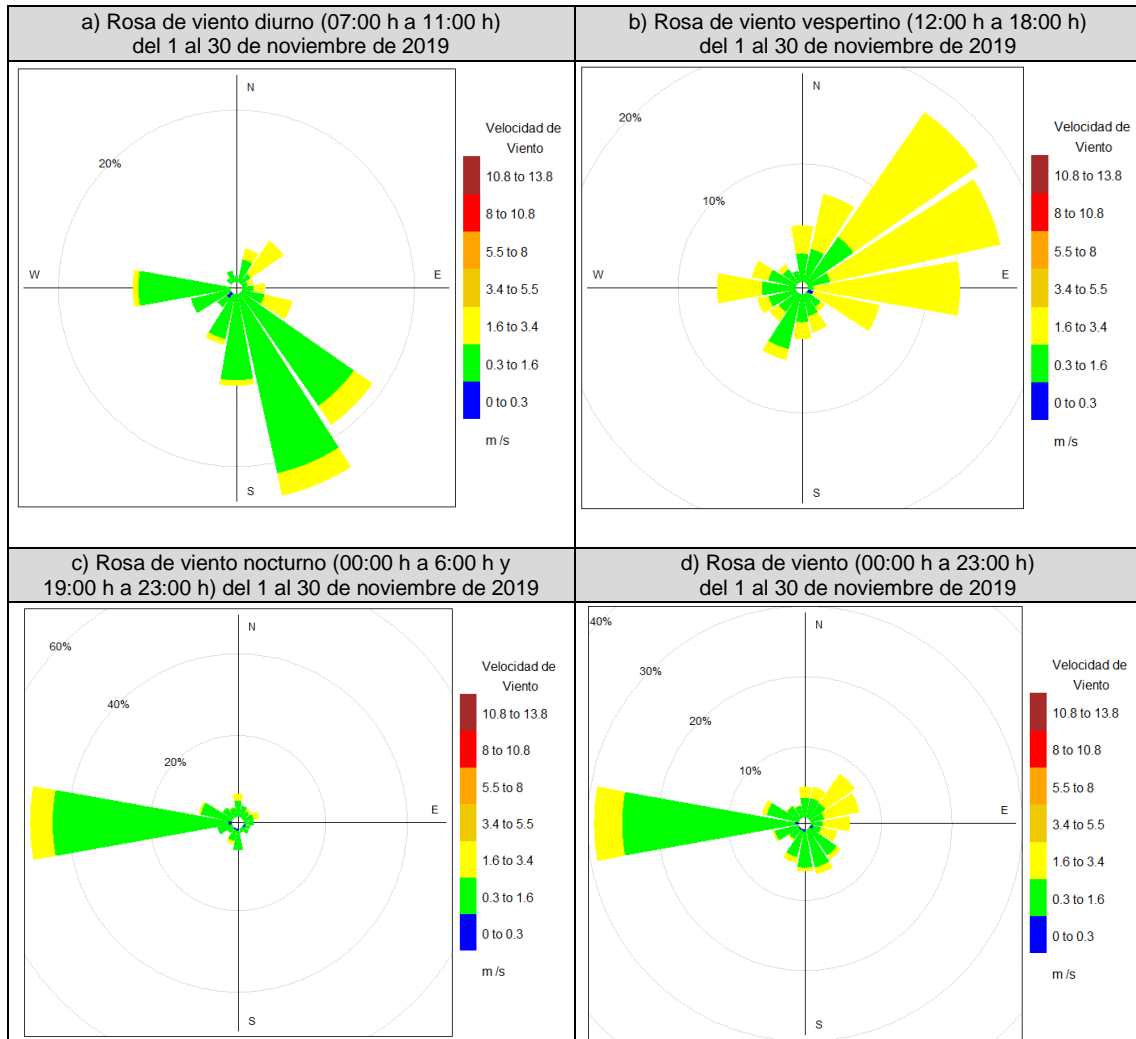 a) Rosa de viento diurno (07:00 h a 11:00 h)
del 1 al 30 de noviembre de 2019
N
20%
W
E
S
Velocidad de
Viento
10.8 to 13.8
8 to 10.8
5.5 to 8
3.4 to 5.5
1.6 to 3.4
0.3 to 1.6
0 to 0.3
m /s
b) Rosa de viento vespertino (12:00 h a 18:00 h)
del 1 al 30 de noviembre de 2019
N
20%
10%
W
E
S
Velocidad de
Viento
10.8 to 13.8
8 to 10.8
5.5 to 8
3.4 to 5.5
1.6 to 3.4
0.3 to 1.6
0 to 0.3
m /s
c) Rosa de viento nocturno (00:00 h a 6:00 h y
19:00 h a 23:00 h) del 1 al 30 de noviembre de 2019
N
60%
40%
20%
E
S
Velocidad de
Viento
10.8 to 13.8
8 to 10.8
5.5 to 8
3.4 to 5.5
1.6 to 3.4
0.3 to 1.6
0 to 0.3
m /s
d) Rosa de viento (00:00 h a 23:00 h)
del 1 al 30 de noviembre de 2019
40%
N
30%
20%
10%
E
S
Velocidad de
Viento
10.8 to 13.8
8 to 10.8
5.5 to 8
3.4 to 5.5
1.6 to 3.4
0.3 to 1.6
0 to 0.3
m /s